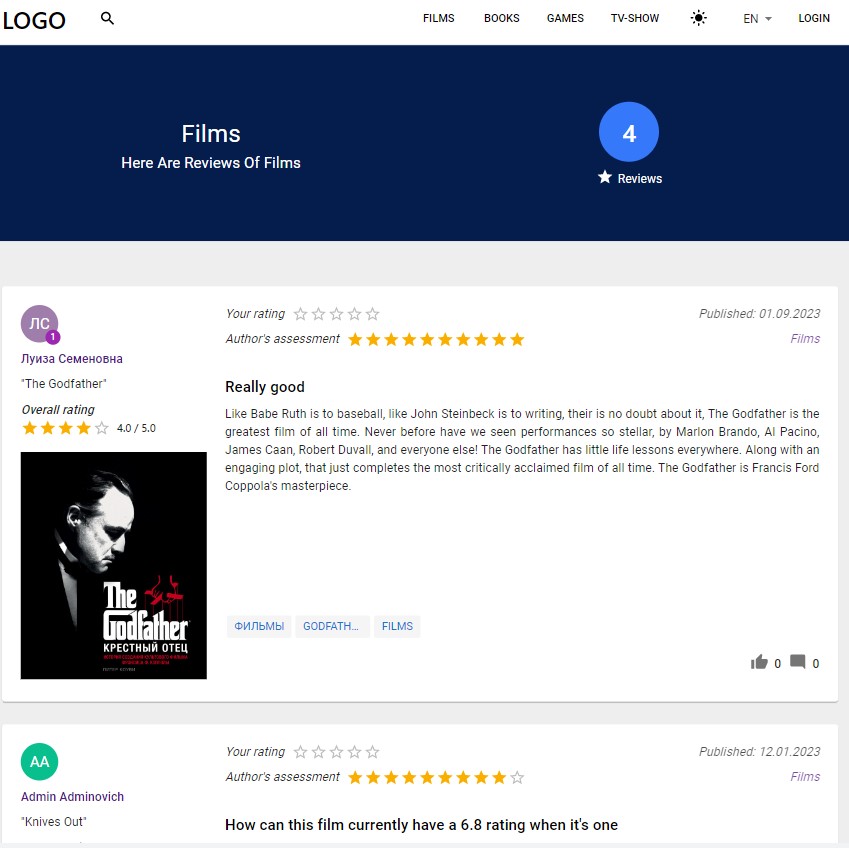 LOGO
FILMS BOOKS GAMES TV-SHOW EN LOGIN
Films
Here Are Reviews Of Films
4
Reviews
ЛС
1
Луиза Семеновна
"The Godfather"
Overall rating
4.0 / 5.0
The
Godfather
КРЕСТНЫЙ ОТЕЦ
Your rating
Published: 01.09.2023
Author's assessment
Films
Really good
Like Babe Ruth is to baseball, like John Steinbeck is to writing, their is no doubt about it, The Godfather is the
greatest film of all time. Never before have we seen performances so stellar, by Marlon Brando, Al Pacino,
James Caan, Robert Duvall, and everyone else! The Godfather has little life lessons everywhere. Along with an
engaging plot, that just completes the most critically acclaimed film of all time. The Godfather is Francis Ford
Coppola's masterpiece.
ФИЛЬМЫ GODFATH... FILMS
0 0
AA
Admin Adminovich
"Knives Out"
Your rating
Published: 12.01.2023
Author's assessment
Films
How can this film currently have a 6.8 rating when it's one